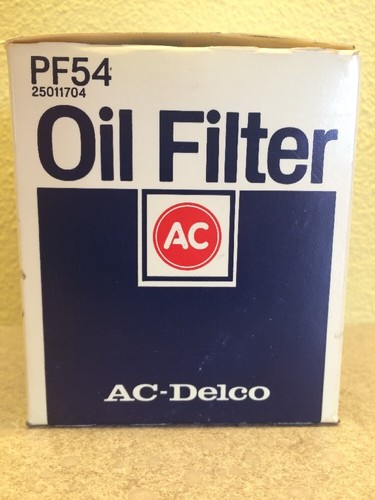 PF54
25011704
Oil Filter
AC
AC-Delco